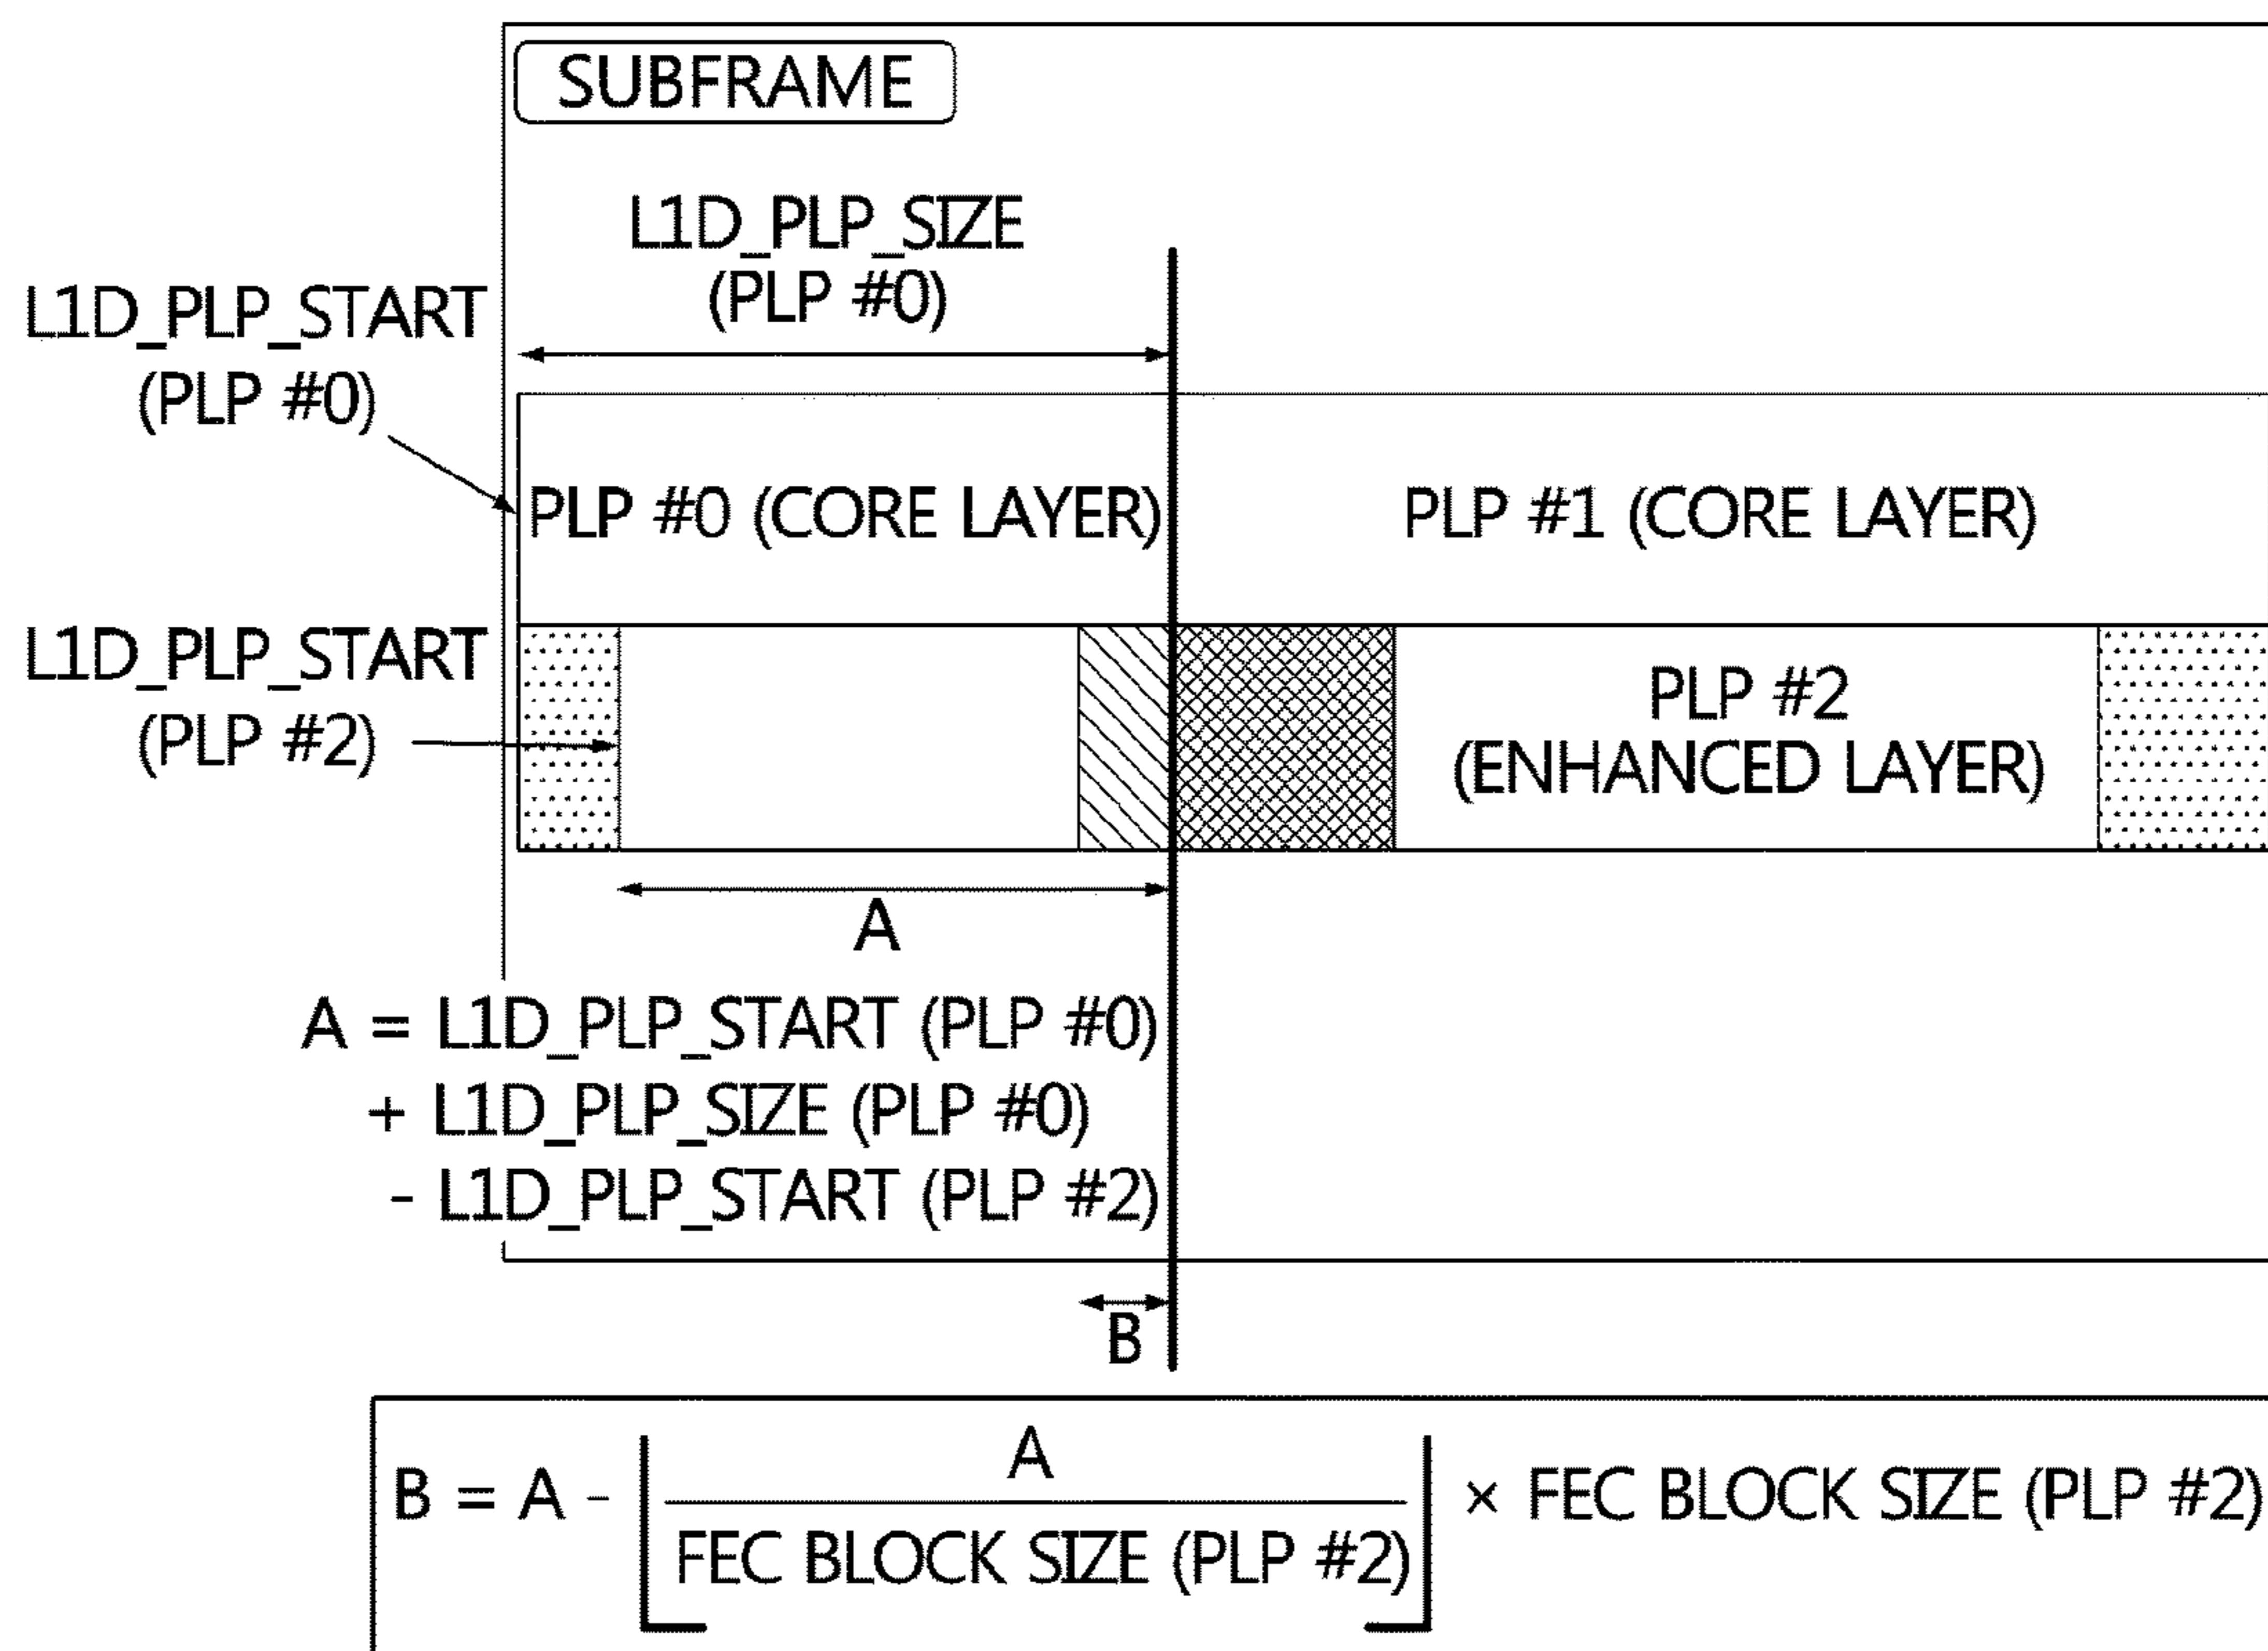 SUBFRAME
L1D_PLP_SIZE
(PLP #0)
L1D_PLP_START
(PLP #0)
PLP #0 (CORE LAYER)
PLP #1 (CORE LAYER)
L1D_PLP_START
(PLP #2)
PLP #2
(ENHANCED LAYER)
A
A = L1D_PLP_START (PLP #0)
+ L1D_PLP_SIZE (PLP #0)
- L1D_PLP_START (PLP #2)
B
B = A - ⌊ A / FEC BLOCK SIZE (PLP #2) ⌋ × FEC BLOCK SIZE (PLP #2)